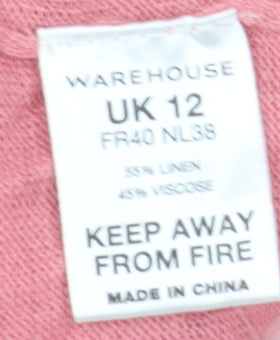 WAREHOUSE
UK 12
FR40 NL38
55% LINEN
45% VISCOSE
KEEP AWAY
FROM FIRE
MADE IN CHINA